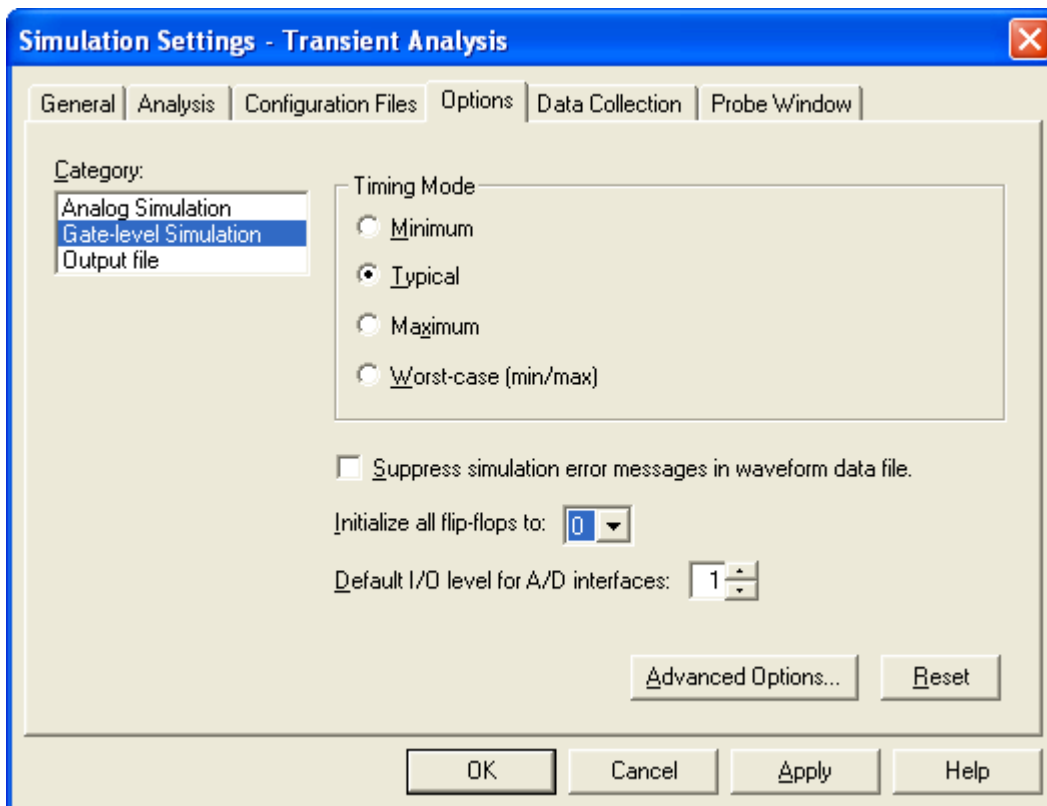 Simulation Settings - Transient Analysis
General Analysis Configuration Files Options Data Collection Probe Window
Category:
Analog Simulation
Gate-level Simulation
Output file
Timing Mode
Minimum
Typical
Maximum
Worst-case (min/max)
Suppress simulation error messages in waveform data file.
Initialize all flip-flops to: 0
Default I/O level for A/D interfaces: 1
Advanced Options... Reset
OK Cancel Apply Help